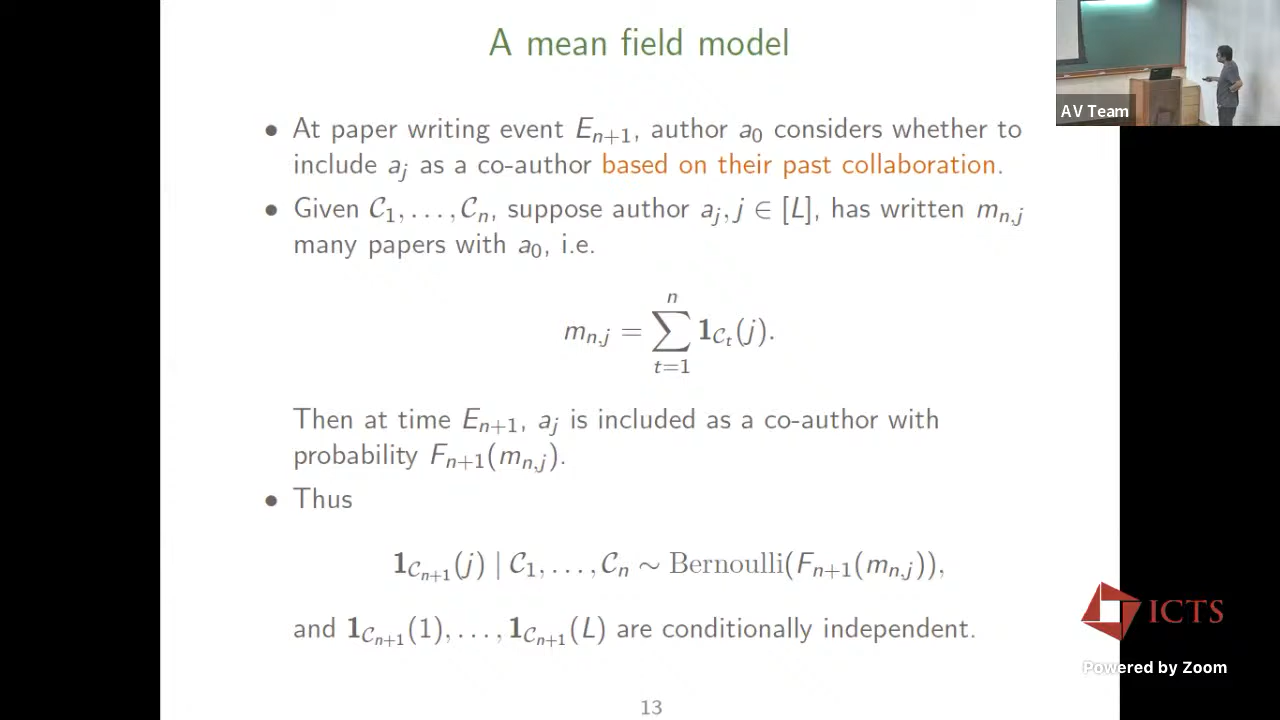 A mean field model
• At paper writing event E_{n+1}, author a_0 considers whether to
include a_j as a co-author based on their past collaboration.
• Given 𝒞_1, …, 𝒞_n, suppose author a_j, j ∈ [L], has written m_{n,j}
many papers with a_0, i.e.
m_{n,j} = \sum_{t=1}^{n} 𝟏_{𝒞_t}(j).
Then at time E_{n+1}, a_j is included as a co-author with
probability F_{n+1}(m_{n,j}).
• Thus
𝟏_{𝒞_{n+1}}(j) | 𝒞_1, …, 𝒞_n ∼ Bernoulli(F_{n+1}(m_{n,j})),
and 𝟏_{𝒞_{n+1}}(1), …, 𝟏_{𝒞_{n+1}}(L) are conditionally independent.
13
AV Team
ICTS
Powered by Zoom